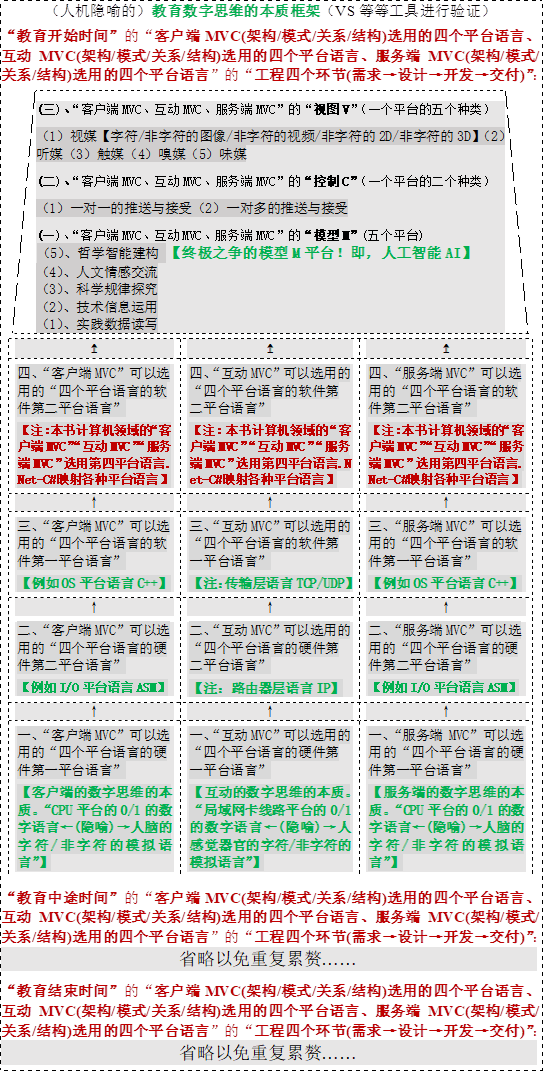 （人机隐喻的）教育数字思维的本质框架（VS 等等工具进行验证）
“教育开始时间”的“客户端 MVC(架构/模式/关系/结构)选用的四个平台语言、
互动 MVC(架构/模式/关系/结构)选用的四个平台语言、服务端 MVC(架构/模式/
关系/结构)选用的四个平台语言”的“工程四个环节(需求→设计→开发→交付)”:
(三)、“客户端 MVC、互动 MVC、服务端 MVC”的“视图 V”(一个平台的五个种类)
（1）视媒【字符/非字符的图像/非字符的视频/非字符的 2D/非字符的 3D】（2）
听媒（3）触媒（4）嗅媒（5）味媒
(二)、“客户端 MVC、互动 MVC、服务端 MVC”的“控制 C”(一个平台的二个种类)
（1）一对一的推送与接受（2）一对多的推送与接受
(一)、“客户端 MVC、互动 MVC、服务端 MVC”的“模型 M”(五个平台)
（5）、哲学智能建构 【终极之争的模型 M 平台！即，人工智能 AI】
（4）、人文情感交流
（3）、科学规律探究
（2）、技术信息运用
（1）、实践数据读写
↑ ↑ ↑
四、“客户端 MVC”可以选
用的“四个平台语言的软
件第二平台语言”
【注：本书计算机领域的“客
户端 MVC”“互动 MVC”“服务
端 MVC”选用第四平台语言.
Net-C#映射各种平台语言】
四、“互动 MVC”可以选用的
“四个平台语言的软件第
二平台语言”
【注：本书计算机领域的“客
户端 MVC”“互动 MVC”“服务
端 MVC”选用第四平台语言.N
et-C#映射各种平台语言】
四、“服务端 MVC”可以选
用的“四个平台语言的软
件第二平台语言”
【注：本书计算机领域的“客
户端 MVC”“互动 MVC”“服务
端 MVC”选用第四平台语言.
Net-C#映射各种平台语言】
↑ ↑ ↑
三、“客户端 MVC”可以选
用的“四个平台语言的软
件第一平台语言”
【例如 OS 平台语言 C++】
三、“互动 MVC”可以选用的
“四个平台语言的软件第
一平台语言”
【注：传输层语言 TCP/UDP】
三、“服务端 MVC”可以选
用的“四个平台语言的软
件第一平台语言”
【例如 OS 平台语言 C++】
↑ ↑ ↑
二、“客户端 MVC”可以选
用的“四个平台语言的硬
件第二平台语言”
【例如 I/O 平台语言 ASM】
二、“互动 MVC”可以选用的
“四个平台语言的硬件第
二平台语言”
【注：路由器层语言 IP】
二、“服务端 MVC”可以选
用的“四个平台语言的硬
件第二平台语言”
【例如 I/O 平台语言 ASM】
↑ ↑ ↑
一、“客户端 MVC”可以选
用的“四个平台语言的硬
件第一平台语言”
【客户端的数字思维的本
质。“CPU 平台的 0/1 的数
字语言←(隐喻)→人脑的
字符/非字符的模拟语
言”】
一、“互动 MVC”可以选用的
“四个平台语言的硬件第
一平台语言”
【互动的数字思维的本质。
“局域网卡线路平台的 0/1
的数字语言←(隐喻)→人
感觉器官的字符/非字符的
模拟语言”】
一、“服务端 MVC”可以选
用的“四个平台语言的硬
件第一平台语言”
【服务端的数字思维的本
质。“CPU 平台的 0/1 的数
字语言←(隐喻)→人脑的
字符/非字符的模拟语
言”】
“教育中途时间”的“客户端 MVC(架构/模式/关系/结构)选用的四个平台语言、
互动 MVC(架构/模式/关系/结构)选用的四个平台语言、服务端 MVC(架构/模式/
关系/结构)选用的四个平台语言”的“工程四个环节(需求→设计→开发→交付)”:
省略以免重复累赘……
“教育结束时间”的“客户端 MVC(架构/模式/关系/结构)选用的四个平台语言、
互动 MVC(架构/模式/关系/结构)选用的四个平台语言、服务端 MVC(架构/模式/
关系/结构)选用的四个平台语言”的“工程四个环节(需求→设计→开发→交付)”:
省略以免重复累赘……